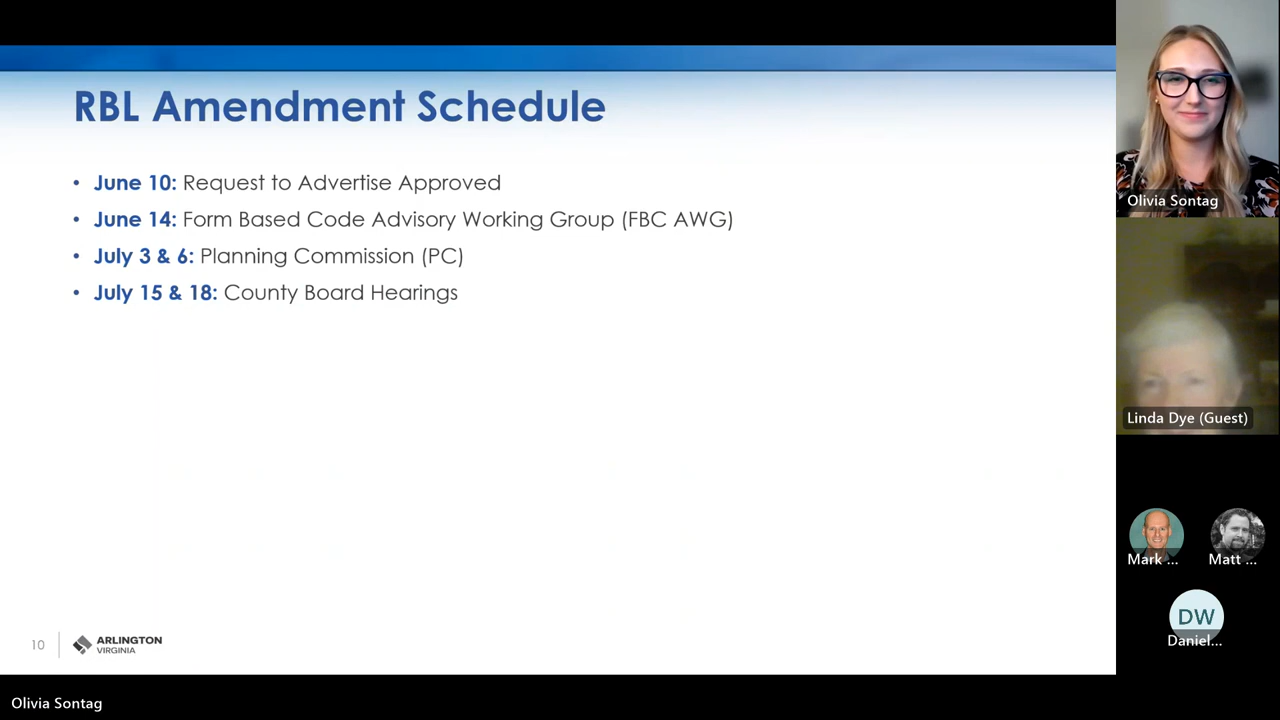 RBL Amendment Schedule
• June 10: Request to Advertise Approved
• June 14: Form Based Code Advisory Working Group (FBC AWG)
• July 3 & 6: Planning Commission (PC)
• July 15 & 18: County Board Hearings
10
ARLINGTON
VIRGINIA
Olivia Sontag
Linda Dye (Guest)
Mark ...
Matt ...
DW
Daniel...
Olivia Sontag